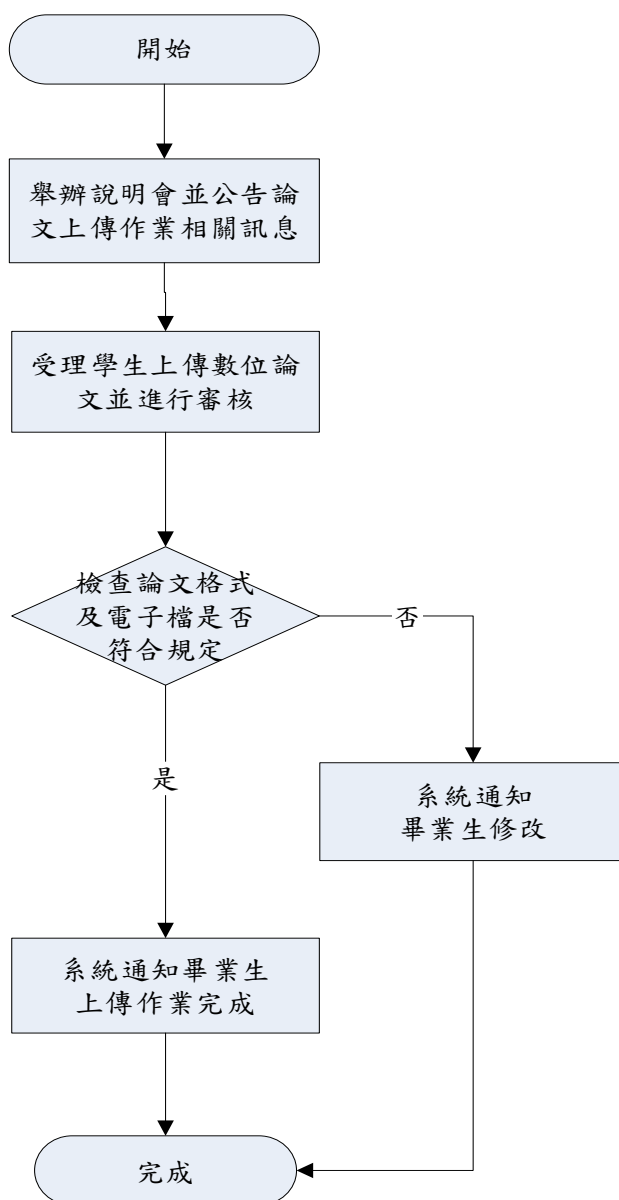 開始
舉辦說明會並公告論
文上傳作業相關訊息
受理學生上傳數位論
文並進行審核
檢查論文格式
及電子檔是否
符合規定
否
是
系統通知
畢業生修改
系統通知畢業生
上傳作業完成
完成